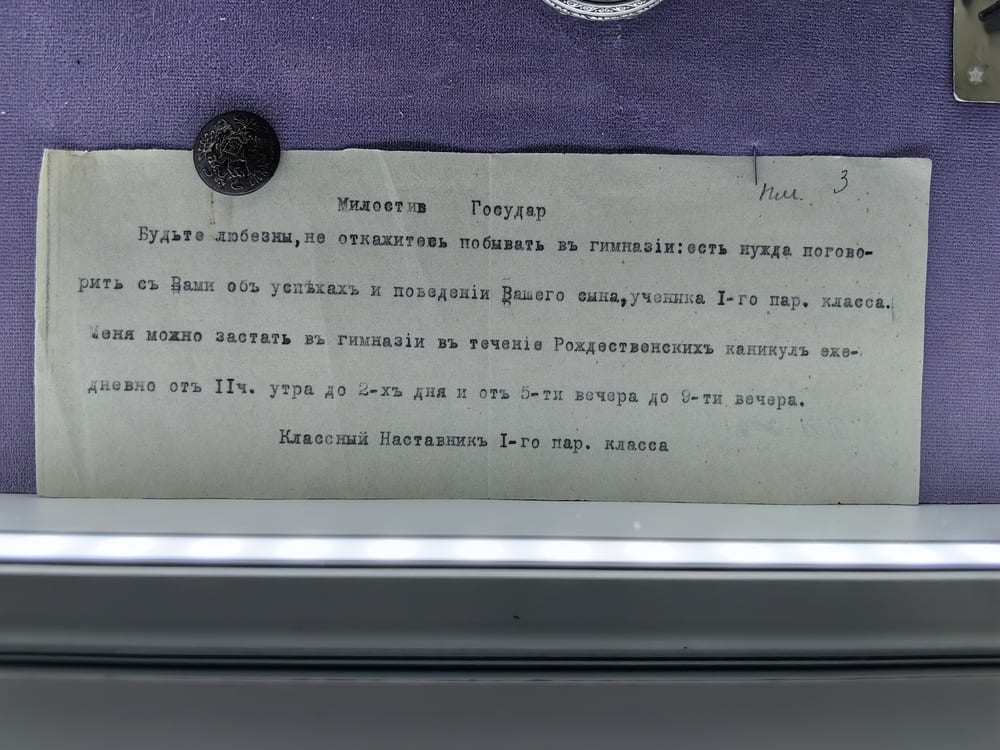 3
Милостив Государ
Будьте любезны,не откажитесь побывать въ гимназіи:есть нужда погово-
рить съ Вами объ успѣхахъ и поведеніи Вашего сына,ученика I-го пар. класса.
Меня можно застать въ гимназіи въ теченіе Рождественскихъ каникулъ еже-
дневно отъ IIч. утра до 2-хъ дня и отъ 5-ти вечера до 9-ти вечера.
Классный Наставникъ I-го пар. класса